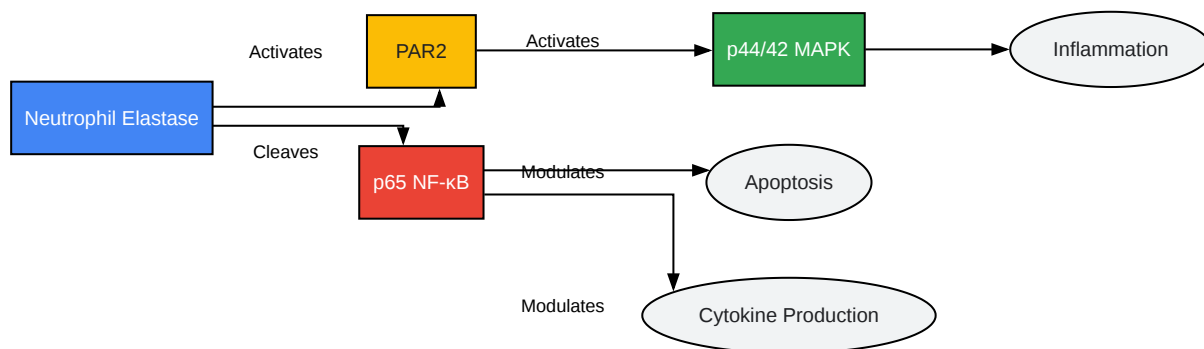 Activates
PAR2
Activates
p44/42 MAPK
Inflammation
Neutrophil Elastase
Cleaves
p65 NF-κB
Modulates
Apoptosis
Modulates
Cytokine Production